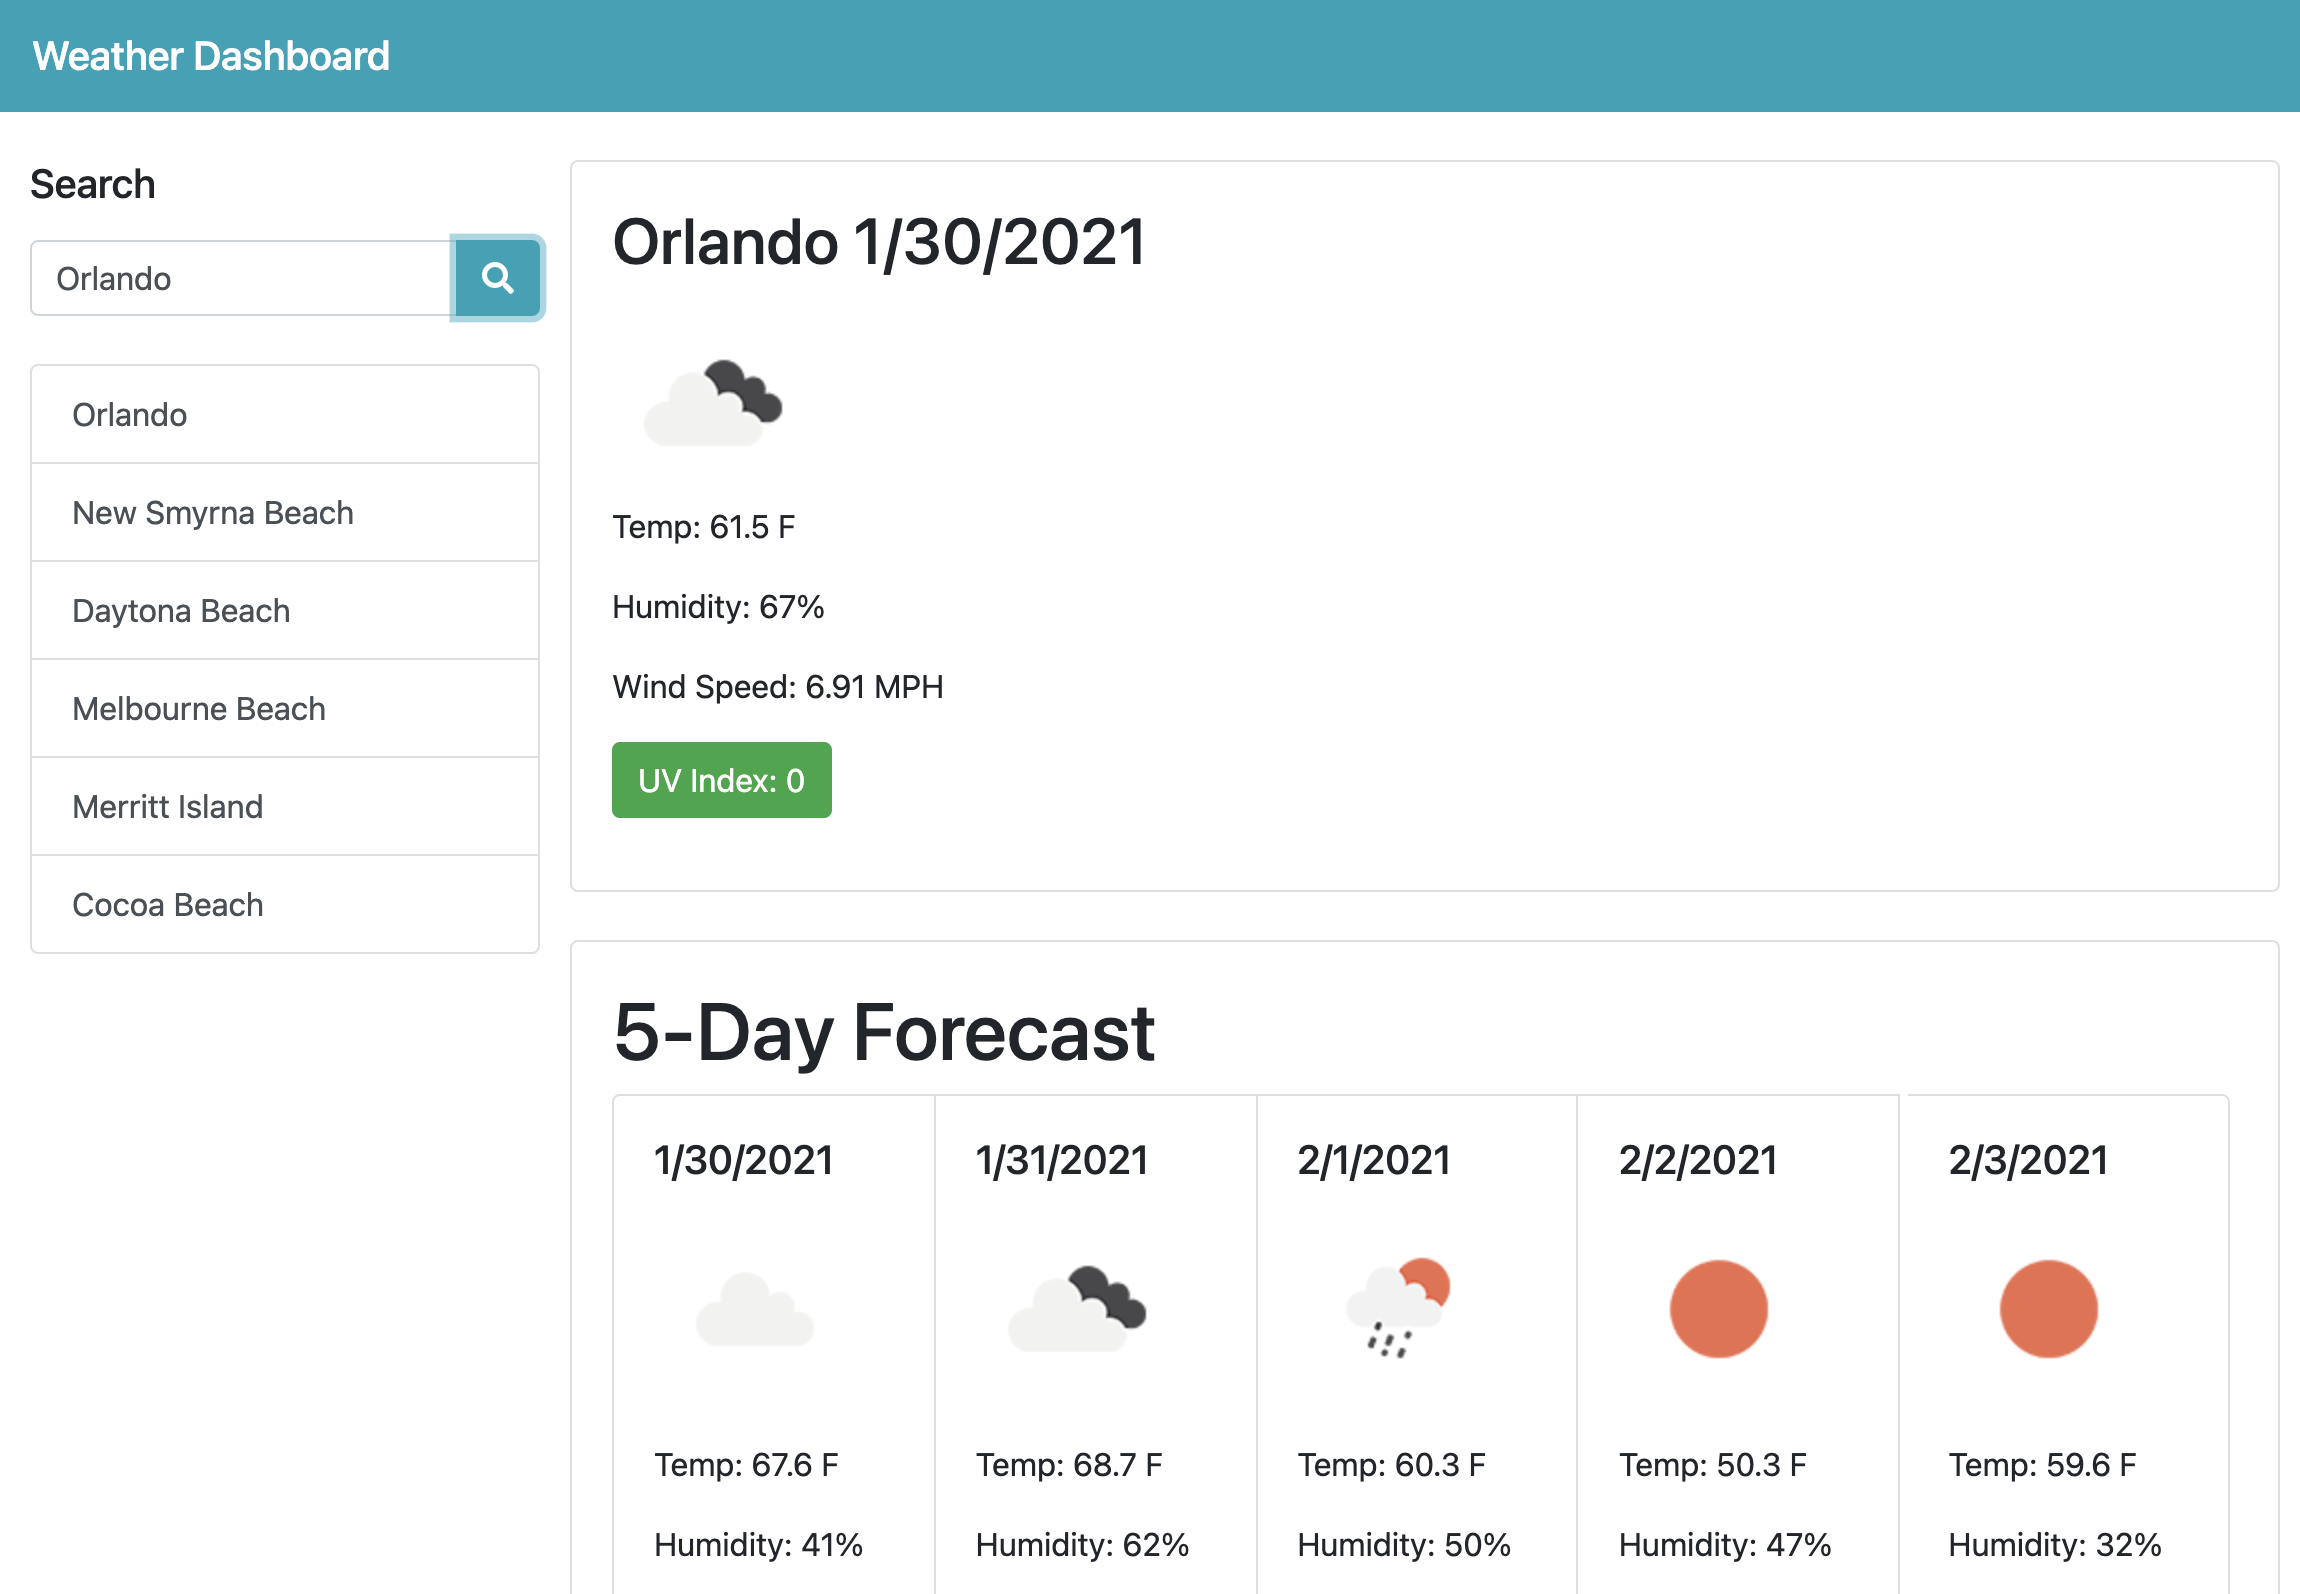 Weather Dashboard
Search
Orlando
Orlando
New Smyrna Beach
Daytona Beach
Melbourne Beach
Merritt Island
Cocoa Beach
Orlando 1/30/2021
Temp: 61.5 F
Humidity: 67%
Wind Speed: 6.91 MPH
UV Index: 0
5-Day Forecast
1/30/2021
Temp: 67.6 F
Humidity: 41%
1/31/2021
Temp: 68.7 F
Humidity: 62%
2/1/2021
Temp: 60.3 F
Humidity: 50%
2/2/2021
Temp: 50.3 F
Humidity: 47%
2/3/2021
Temp: 59.6 F
Humidity: 32%